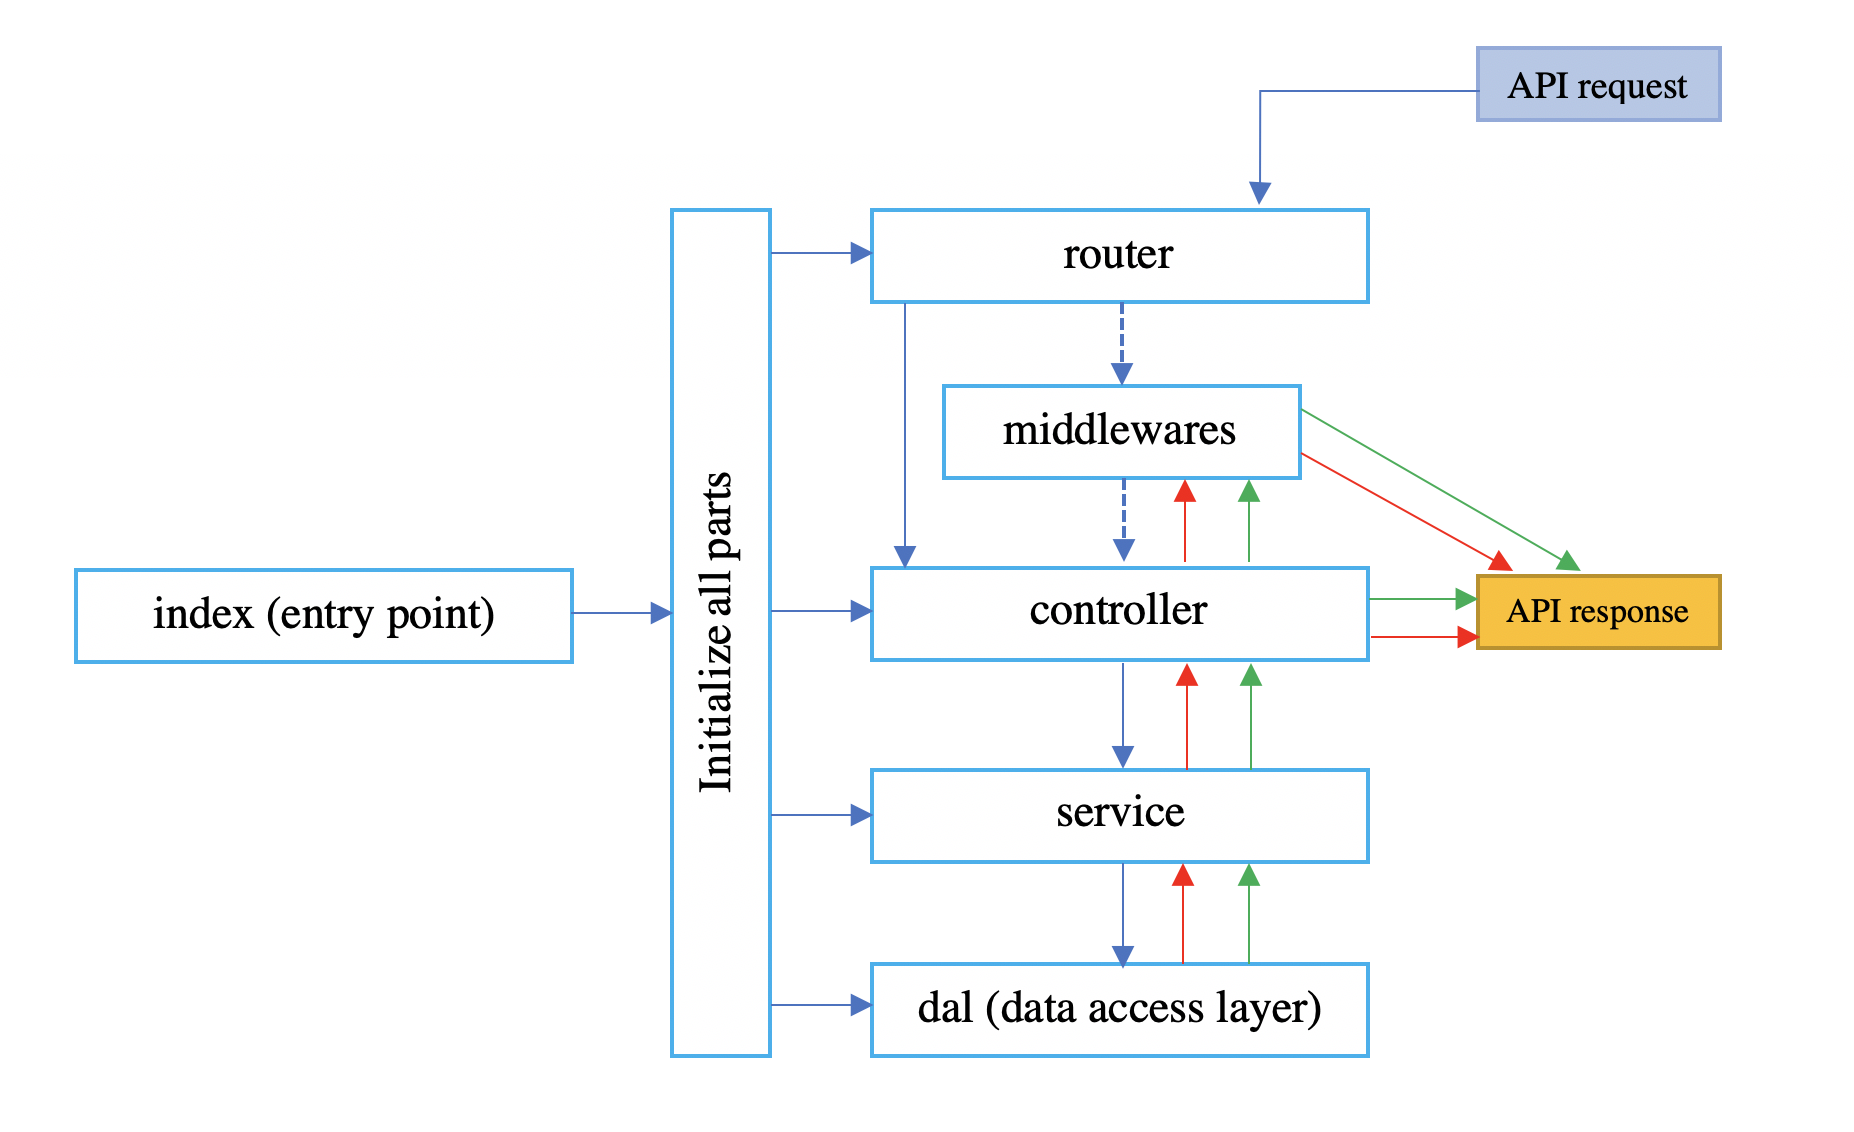 API request
router
middlewares
Initialize all parts
index (entry point)
controller
API response
service
dal (data access layer)